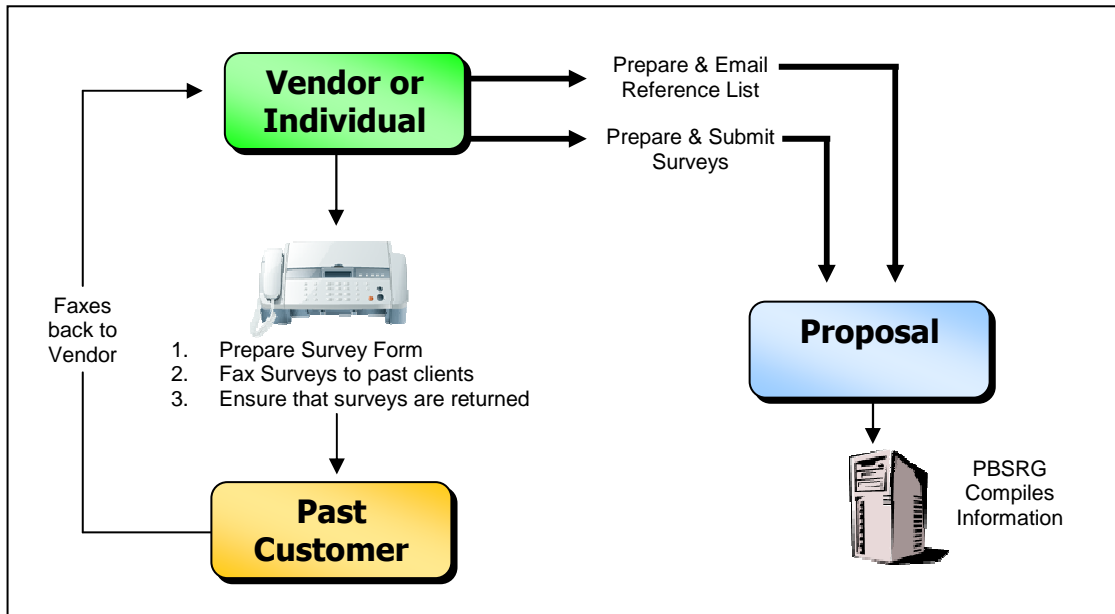 Vendor or
Individual
Prepare & Email
Reference List
Prepare & Submit
Surveys
Faxes
back to
Vendor
1. Prepare Survey Form
2. Fax Surveys to past clients
3. Ensure that surveys are returned
Proposal
Past
Customer
PBSRG
Compiles
Information